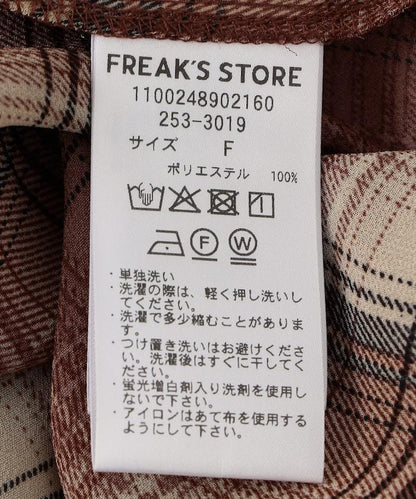 FREAK'S STORE
1100248902160
253-3019
サイズ F
ポリエステル 100%
F W
・単独洗い
・洗濯の際は、軽く押し洗いし
てください。
・洗濯で多少縮むことがありま
す。
・つけ置き洗いはお避けくださ
い。洗濯後はすぐに干してく
ださい。
・蛍光増白剤入り洗剤を使用し
ないで下さい。
・アイロンはあて布を使用する
ようにして下さい。